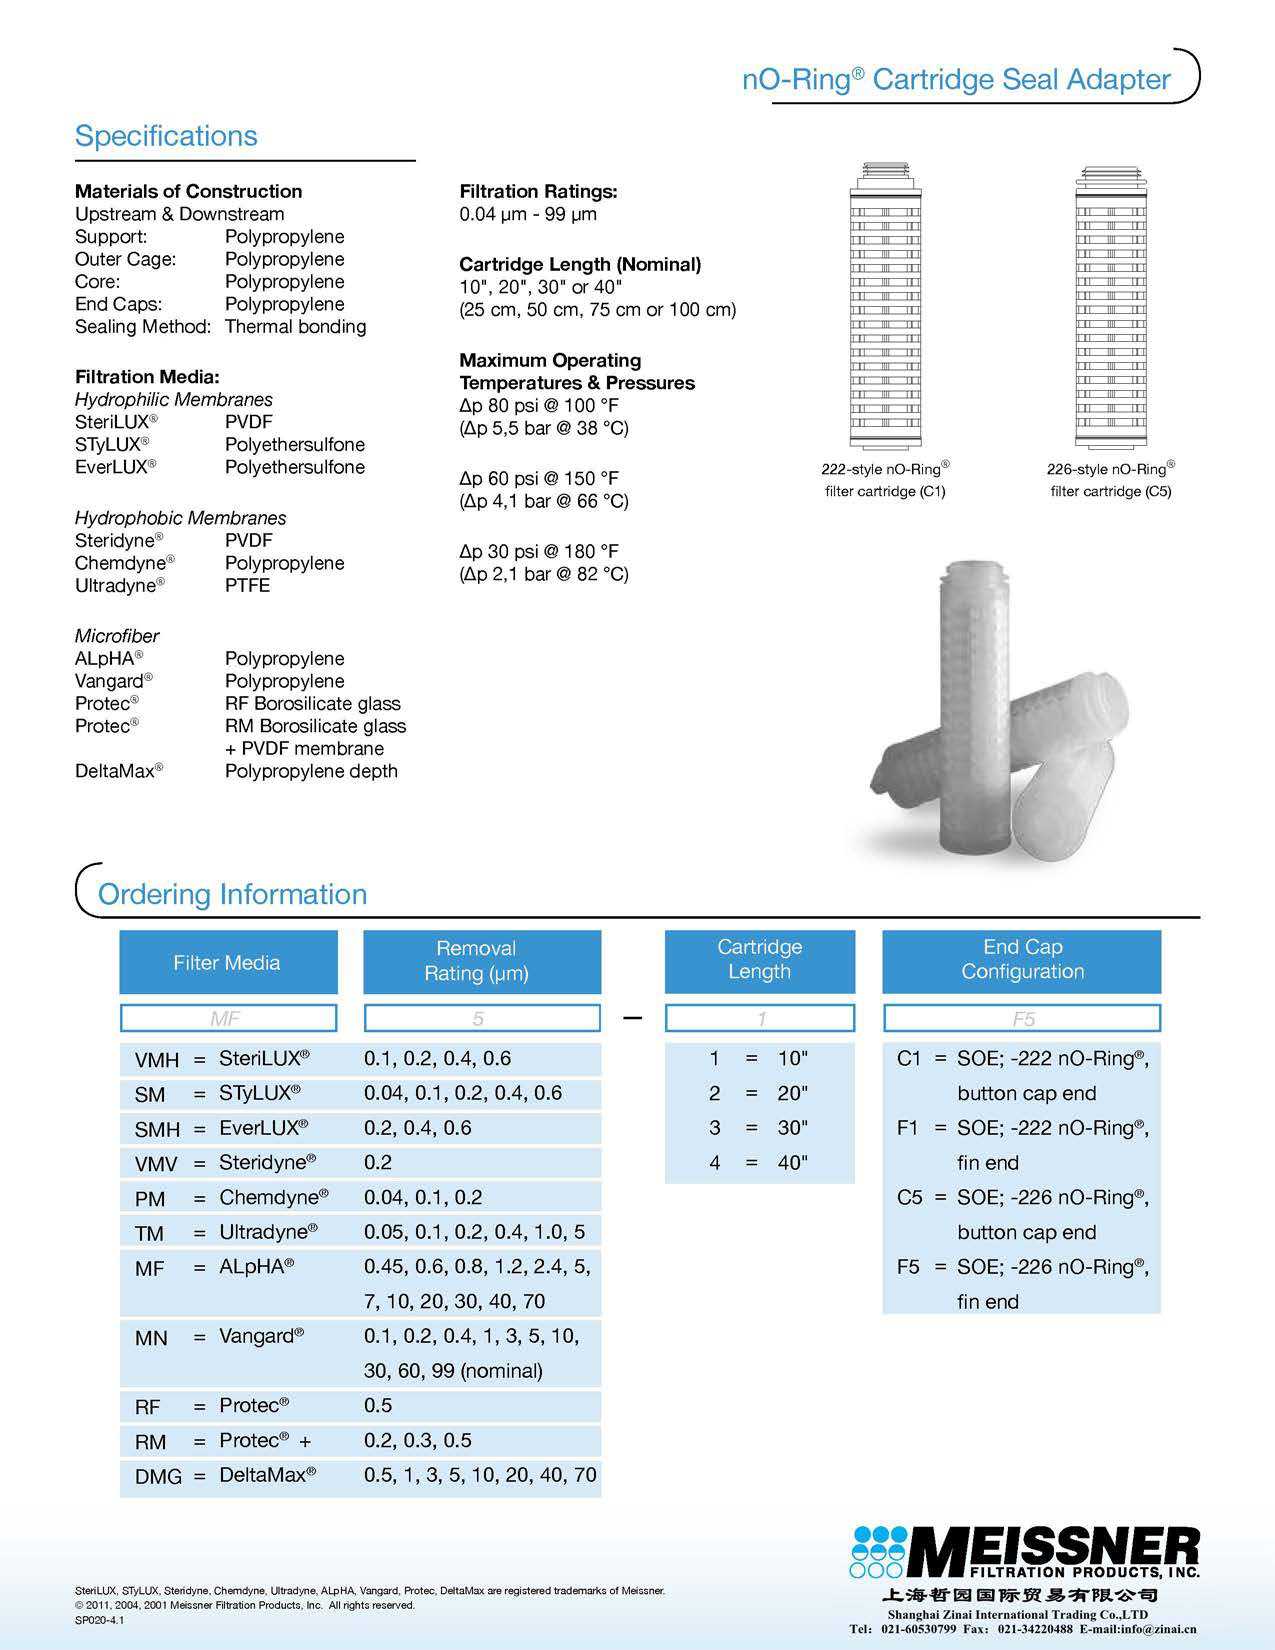 nO-Ring® Cartridge Seal Adapter
Specifications
Materials of Construction
Upstream & Downstream
Support: Polypropylene
Outer Cage: Polypropylene
Core: Polypropylene
End Caps: Polypropylene
Sealing Method: Thermal bonding
Filtration Media:
Hydrophilic Membranes
SteriLUX® PVDF
STyLUX® Polyethersulfone
EverLUX® Polyethersulfone
Hydrophobic Membranes
Steridyne® PVDF
Chemdyne® Polypropylene
Ultradyne® PTFE
Microfiber
ALpHA® Polypropylene
Vangard® Polypropylene
Protec® RF Borosilicate glass
Protec® RM Borosilicate glass
+ PVDF membrane
DeltaMax® Polypropylene depth
Filtration Ratings:
0.04 µm - 99 µm
Cartridge Length (Nominal)
10", 20", 30" or 40"
(25 cm, 50 cm, 75 cm or 100 cm)
Maximum Operating
Temperatures & Pressures
Δp 80 psi @ 100 °F
(Δp 5,5 bar @ 38 °C)
Δp 60 psi @ 150 °F
(Δp 4,1 bar @ 66 °C)
Δp 30 psi @ 180 °F
(Δp 2,1 bar @ 82 °C)
222-style nO-Ring®
filter cartridge (C1)
226-style nO-Ring®
filter cartridge (C5)
Ordering Information
Filter Media
MF
VMH = SteriLUX® 0.1, 0.2, 0.4, 0.6
SM = STyLUX® 0.04, 0.1, 0.2, 0.4, 0.6
SMH = EverLUX® 0.2, 0.4, 0.6
VMV = Steridyne® 0.2
PM = Chemdyne® 0.04, 0.1, 0.2
TM = Ultradyne® 0.05, 0.1, 0.2, 0.4, 1.0, 5
MF = ALpHA® 0.45, 0.6, 0.8, 1.2, 2.4, 5,
7, 10, 20, 30, 40, 70
MN = Vangard® 0.1, 0.2, 0.4, 1, 3, 5, 10,
30, 60, 99 (nominal)
RF = Protec® 0.5
RM = Protec® + 0.2, 0.3, 0.5
DMG = DeltaMax® 0.5, 1, 3, 5, 10, 20, 40, 70
Removal
Rating (µm)
5
–
Cartridge
Length
1
1 = 10"
2 = 20"
3 = 30"
4 = 40"
End Cap
Configuration
F5
C1 = SOE; -222 nO-Ring®,
button cap end
F1 = SOE; -222 nO-Ring®,
fin end
C5 = SOE; -226 nO-Ring®,
button cap end
F5 = SOE; -226 nO-Ring®,
fin end
SteriLUX, STyLUX, Steridyne, Chemdyne, Ultradyne, ALpHA, Vangard, Protec, DeltaMax are registered trademarks of Meissner.
© 2011, 2004, 2001 Meissner Filtration Products, Inc. All rights reserved.
SP020-4.1
MEISSNER
FILTRATION PRODUCTS, INC.
上海哲园国际贸易有限公司
Shanghai Zinai International Trading Co.,LTD
Tel: 021-60530799 Fax: 021-34220488 E-mail:info@zinai.cn